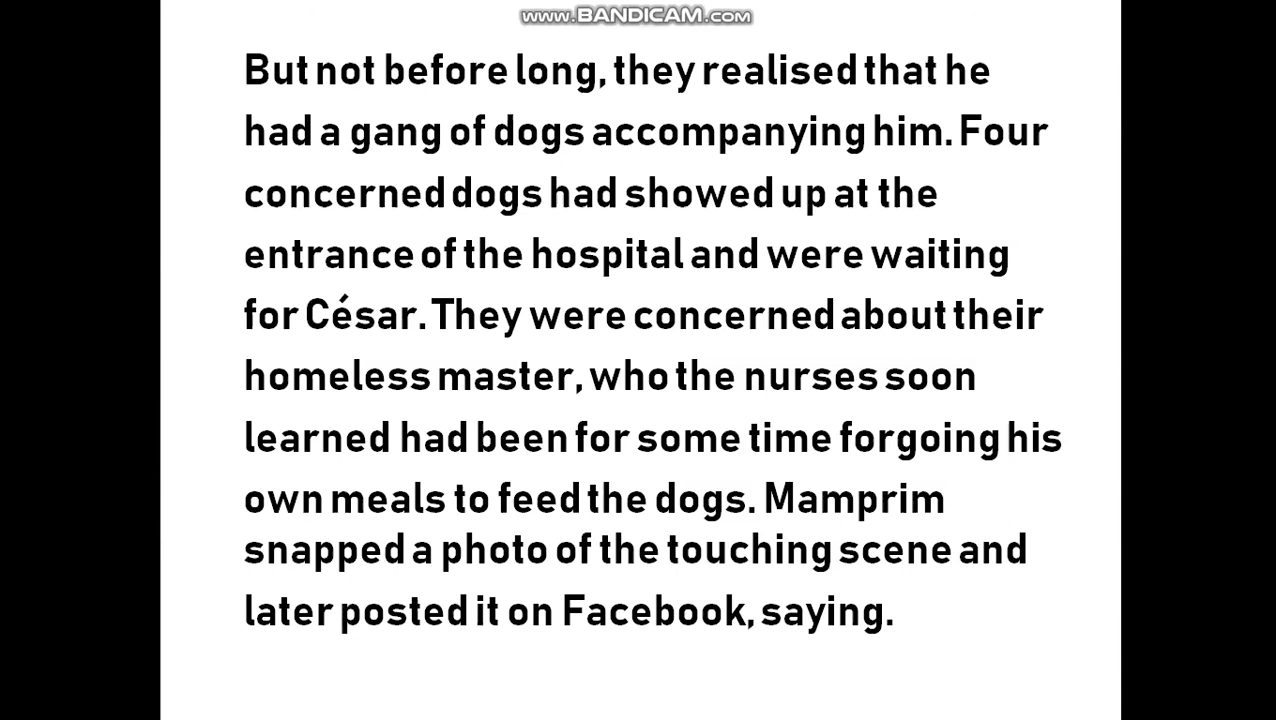 www.BANDICAM.com
But not before long, they realised that he
had a gang of dogs accompanying him. Four
concerned dogs had showed up at the
entrance of the hospital and were waiting
for César. They were concerned about their
homeless master, who the nurses soon
learned had been for some time forgoing his
own meals to feed the dogs. Mamprim
snapped a photo of the touching scene and
later posted it on Facebook, saying.